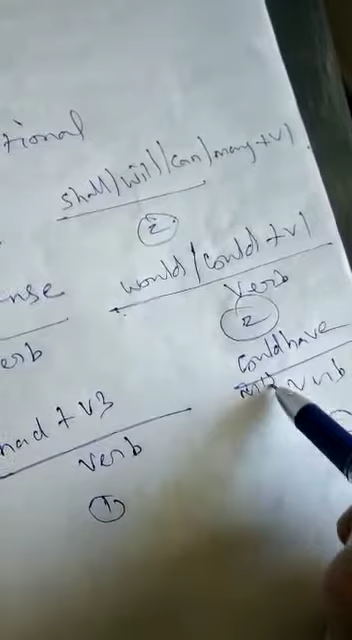 tional
shall/will/can/may + v1
2
would/could + v1
ense
verb
2
erb
could have
verb
had + v3
verb
1